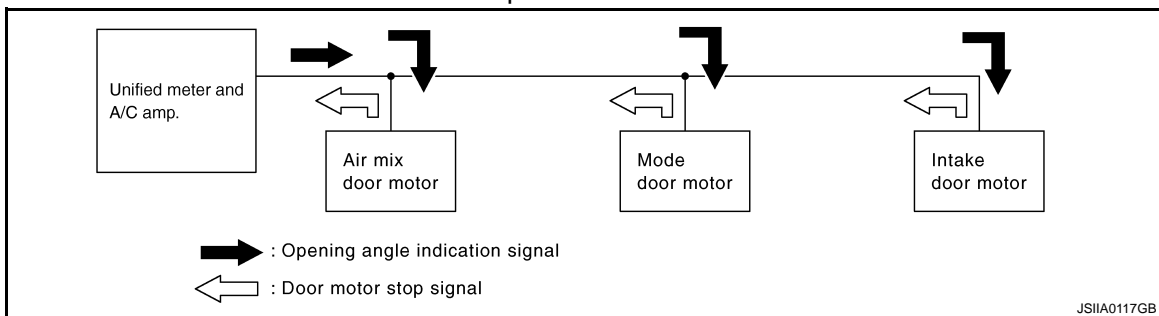 Unified meter and
A/C amp.
Air mix
door motor
Mode
door motor
Intake
door motor
: Opening angle indication signal
: Door motor stop signal
JSIIA0117GB